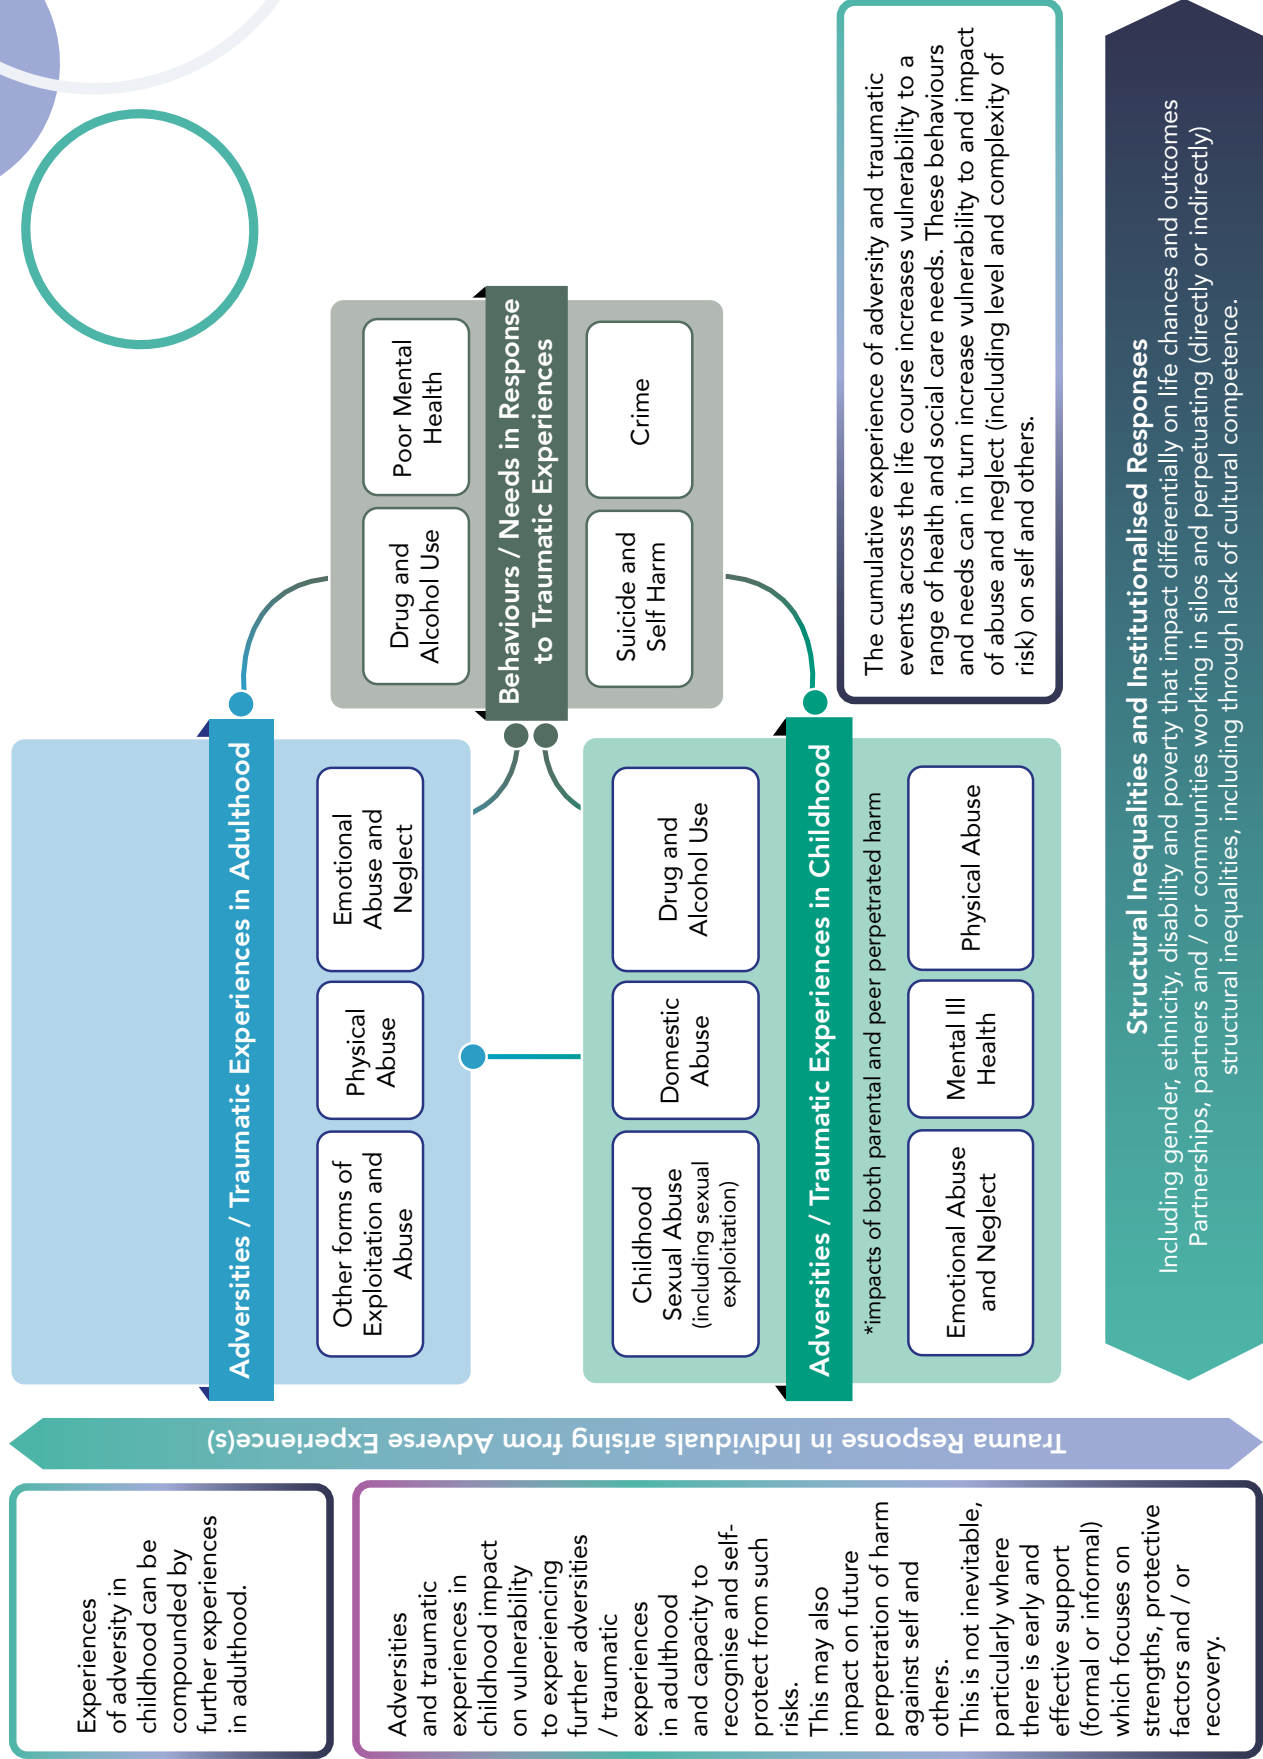 Experiences
of adversity in
childhood can be
compounded by
further experiences
in adulthood.
Adversities
and traumatic
experiences in
childhood impact
on vulnerability
to experiencing
further adversities
/ traumatic
experiences
in adulthood
and capacity to
recognise and self-
protect from such
risks.
This may also
impact on future
perpetration of harm
against self and
others.
This is not inevitable,
particularly where
there is early and
effective support
(formal or informal)
which focuses on
strengths, protective
factors and / or
recovery.
Trauma Response in Individuals arising from Adverse Experience(s)
Adversities / Traumatic Experiences in Adulthood
Other forms of
Exploitation and
Abuse
Physical
Abuse
Emotional
Abuse and
Neglect
Childhood
Sexual Abuse
(including sexual
exploitation)
Domestic
Abuse
Drug and
Alcohol Use
Adversities / Traumatic Experiences in Childhood
*impacts of both parental and peer perpetrated harm
Emotional Abuse
and Neglect
Mental Ill
Health
Physical Abuse
Drug and
Alcohol Use
Poor Mental
Health
Behaviours / Needs in Response
to Traumatic Experiences
Suicide and
Self Harm
Crime
The cumulative experience of adversity and traumatic
events across the life course increases vulnerability to a
range of health and social care needs. These behaviours
and needs can in turn increase vulnerability to and impact
of abuse and neglect (including level and complexity of
risk) on self and others.
Structural Inequalities and Institutionalised Responses
Including gender, ethnicity, disability and poverty that impact differentially on life chances and outcomes
Partnerships, partners and / or communities working in silos and perpetuating (directly or indirectly)
structural inequalities, including through lack of cultural competence.